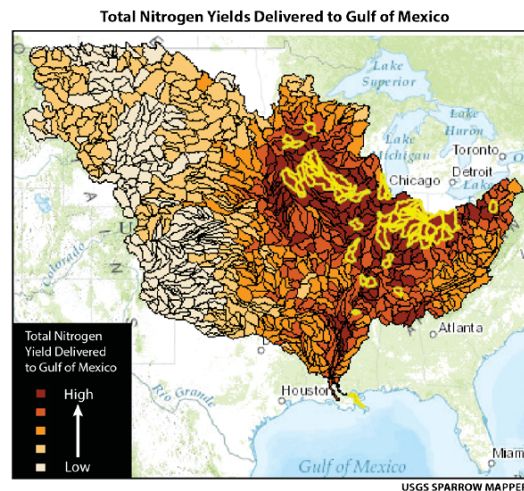 Total Nitrogen Yields Delivered to Gulf of Mexico
Lake
Superior
Lake
Huron
Lake
Michigan
Toronto
Detroit
Chicago
Lake
U
A
I
N
S
Colorado
Atlanta
Total Nitrogen
Yield Delivered
to Gulf of Mexico
High
Low
Rio Grande
Houston
Gulf of Mexico
Miam
USGS SPARROW MAPPER